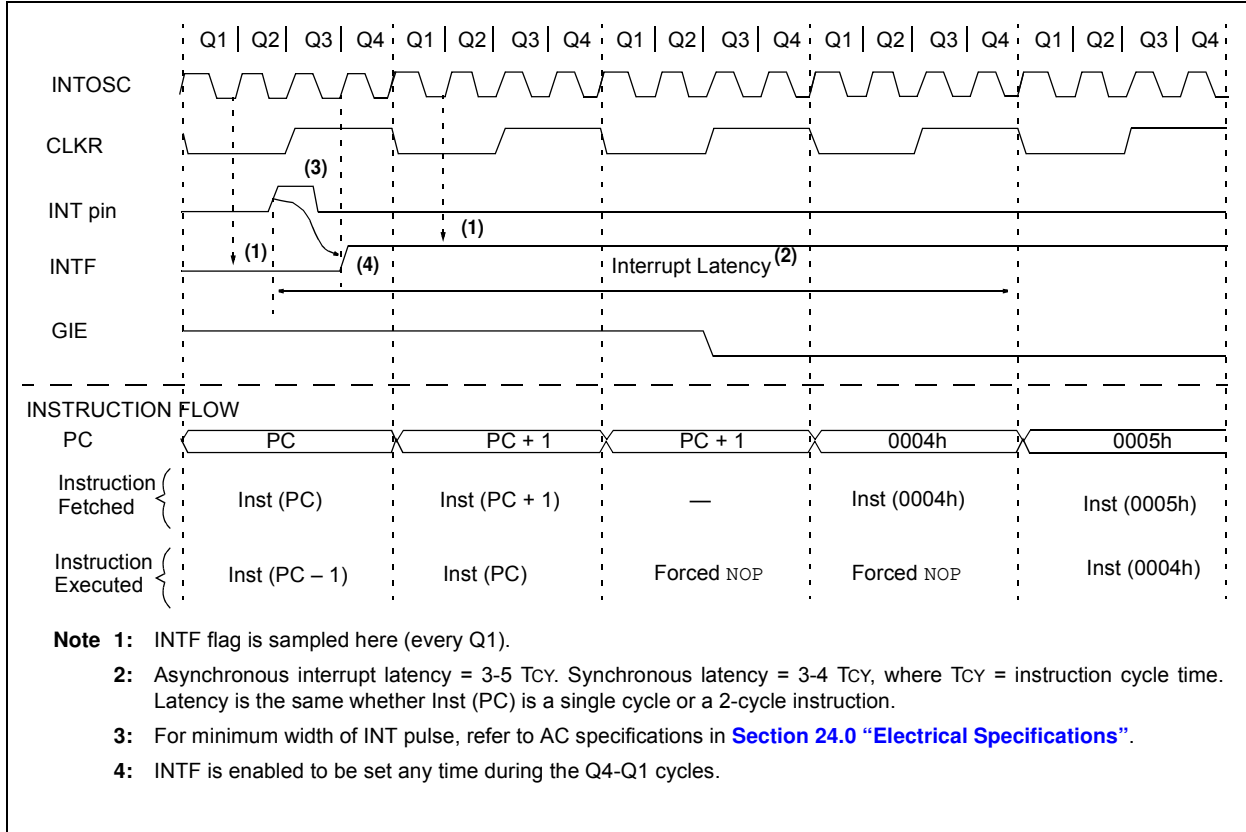 Q1 Q2 Q3 Q4 Q1 Q2 Q3 Q4 Q1 Q2 Q3 Q4 Q1 Q2 Q3 Q4 Q1 Q2 Q3 Q4
INTOSC
CLKR
(3)
INT pin
(1)
(1)
INTF
(4)
Interrupt Latency(2)
GIE
INSTRUCTION FLOW
PC PC PC + 1 PC + 1 0004h 0005h
Instruction
Fetched
Inst (PC) Inst (PC + 1) — Inst (0004h) Inst (0005h)
Instruction
Executed
Inst (PC – 1) Inst (PC) Forced NOP Forced NOP Inst (0004h)
Note 1: INTF flag is sampled here (every Q1).
2: Asynchronous interrupt latency = 3-5 TCY. Synchronous latency = 3-4 TCY, where TCY = instruction cycle time.
Latency is the same whether Inst (PC) is a single cycle or a 2-cycle instruction.
3: For minimum width of INT pulse, refer to AC specifications in Section 24.0 “Electrical Specifications”.
4: INTF is enabled to be set any time during the Q4-Q1 cycles.